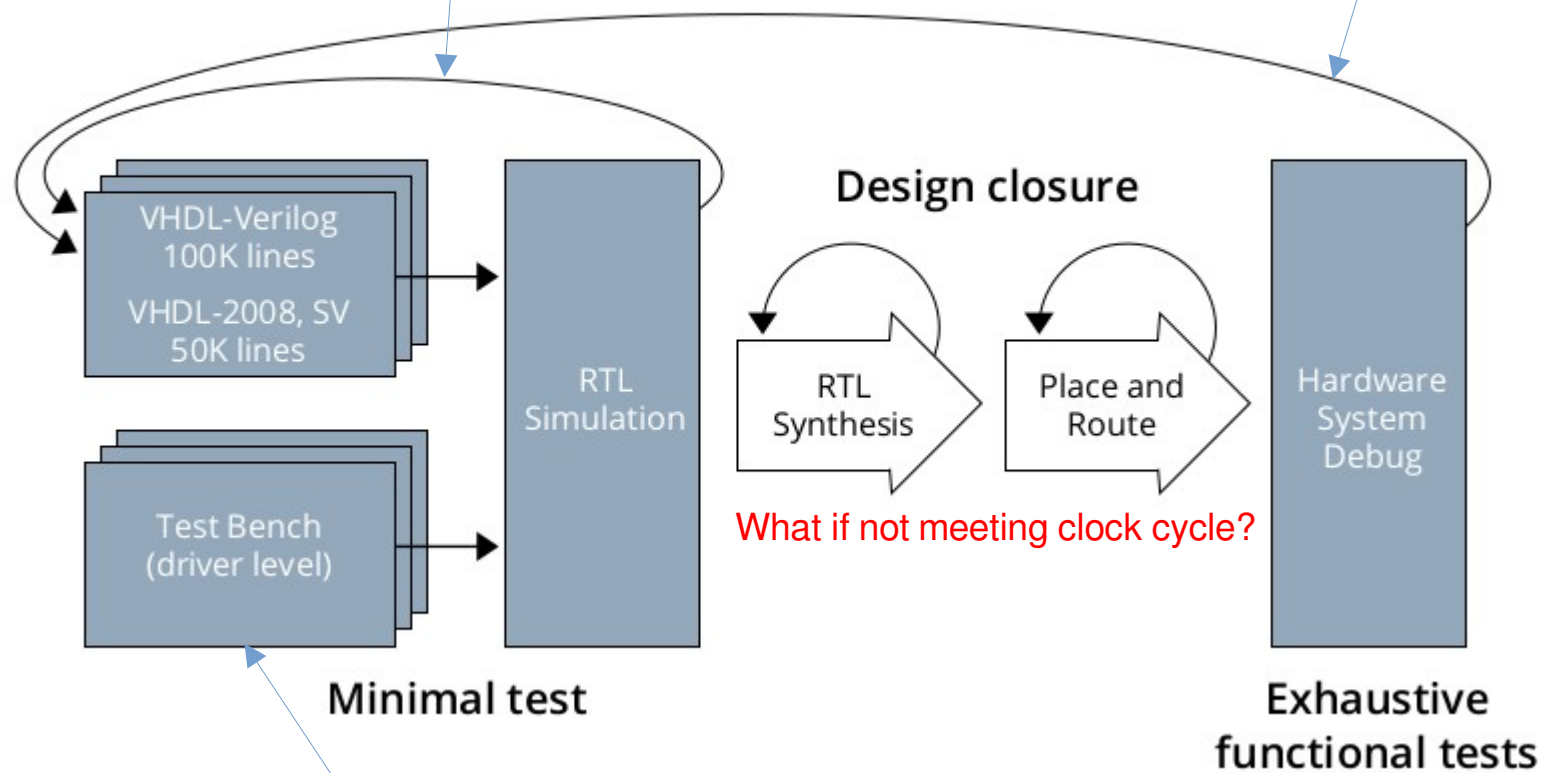 VHDL-Verilog
100K lines
VHDL-2008, SV
50K lines
Test Bench
(driver level)
Minimal test
RTL
Simulation
Design closure
RTL
Synthesis
Place and
Route
What if not meeting clock cycle?
Hardware
System
Debug
Exhaustive
functional tests